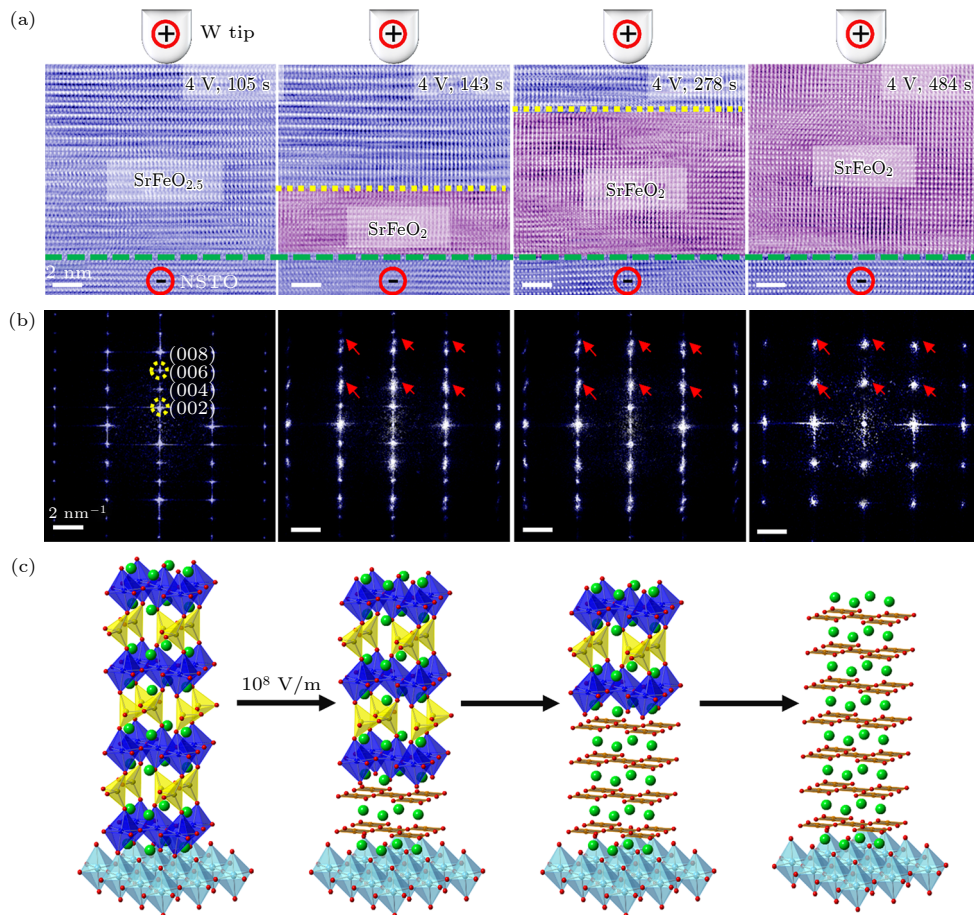 (a)
W tip
4 V, 105 s
4 V, 143 s
4 V, 278 s
4 V, 484 s
SrFeO₂.₅
SrFeO₂
SrFeO₂
SrFeO₂
2 nm
NSTO
(b)
(008)
(006)
(004)
(002)
2 nm⁻¹
(c)
10⁸ V/m